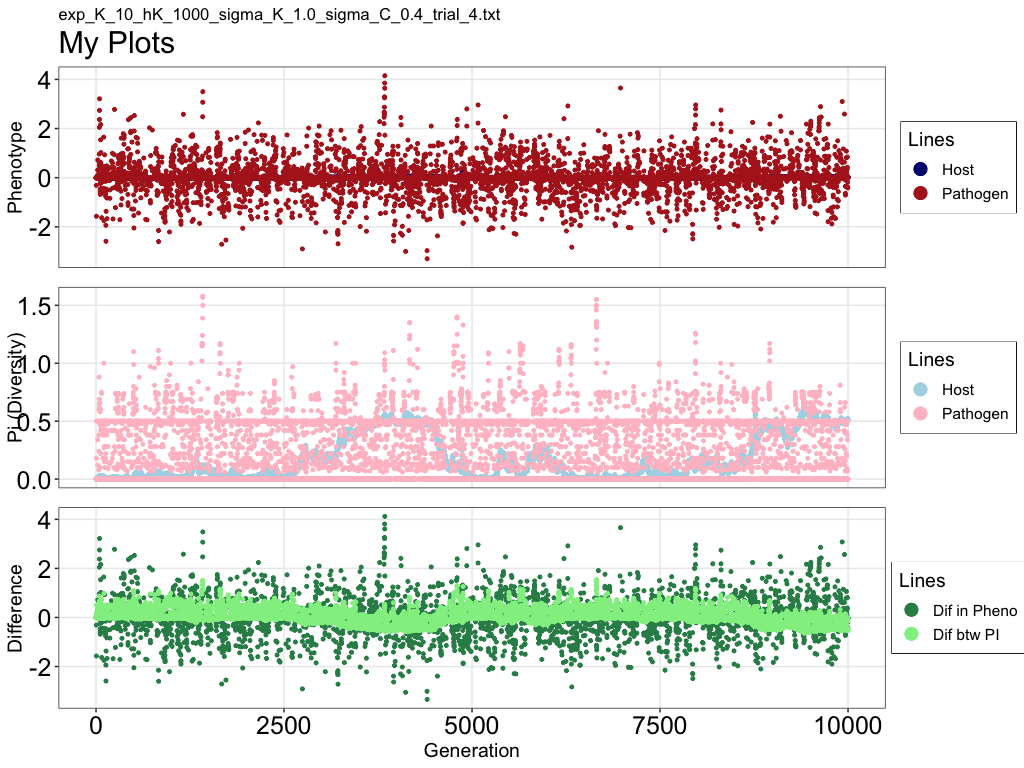 exp_K_10_hK_1000_sigma_K_1.0_sigma_C_0.4_trial_4.txt
My Plots
Phenotype
4
2
0
-2
Lines
Host
Pathogen
Pi (Diversity)
1.5
1.0
0.5
0.0
Lines
Host
Pathogen
Difference
4
2
0
-2
Lines
Dif in Pheno
Dif btw PI
0 2500 5000 7500 10000
Generation